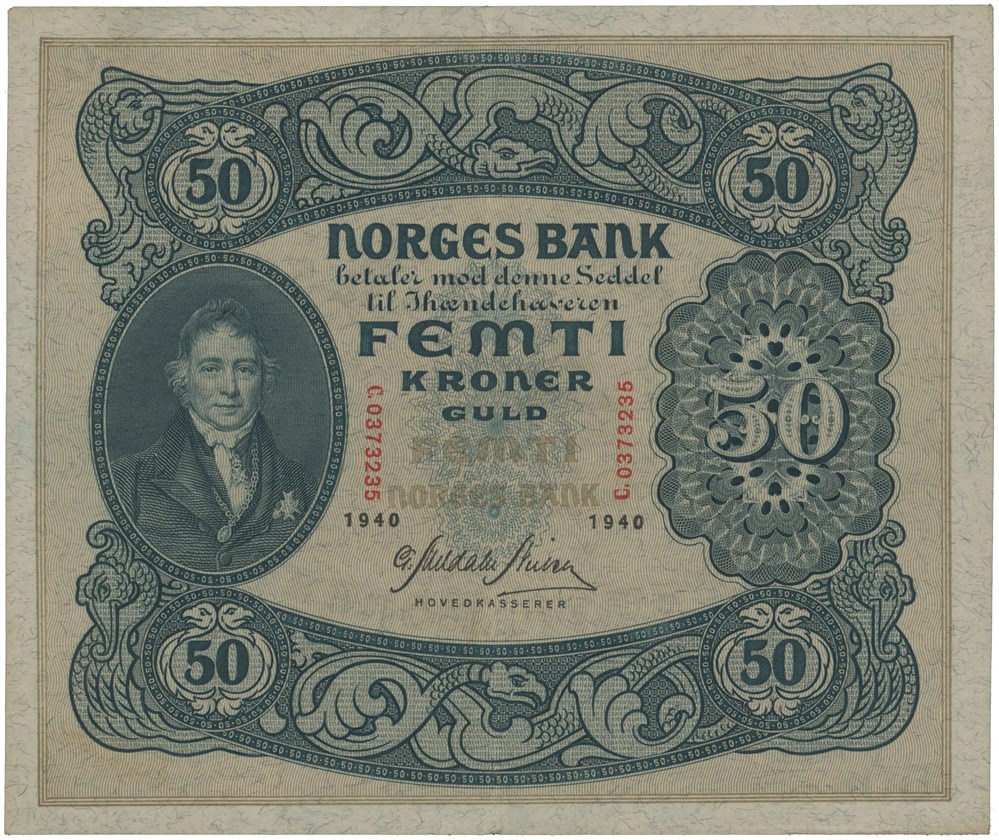 50
50
NORGES BANK
betaler mod denne Seddel
til Ihændehaveren
FEMTI
KRONER
GULD
C.0373235
C.0373235
50
FEMTI
NORGES BANK
1940
1940
HOVEDKASSERER
50
50